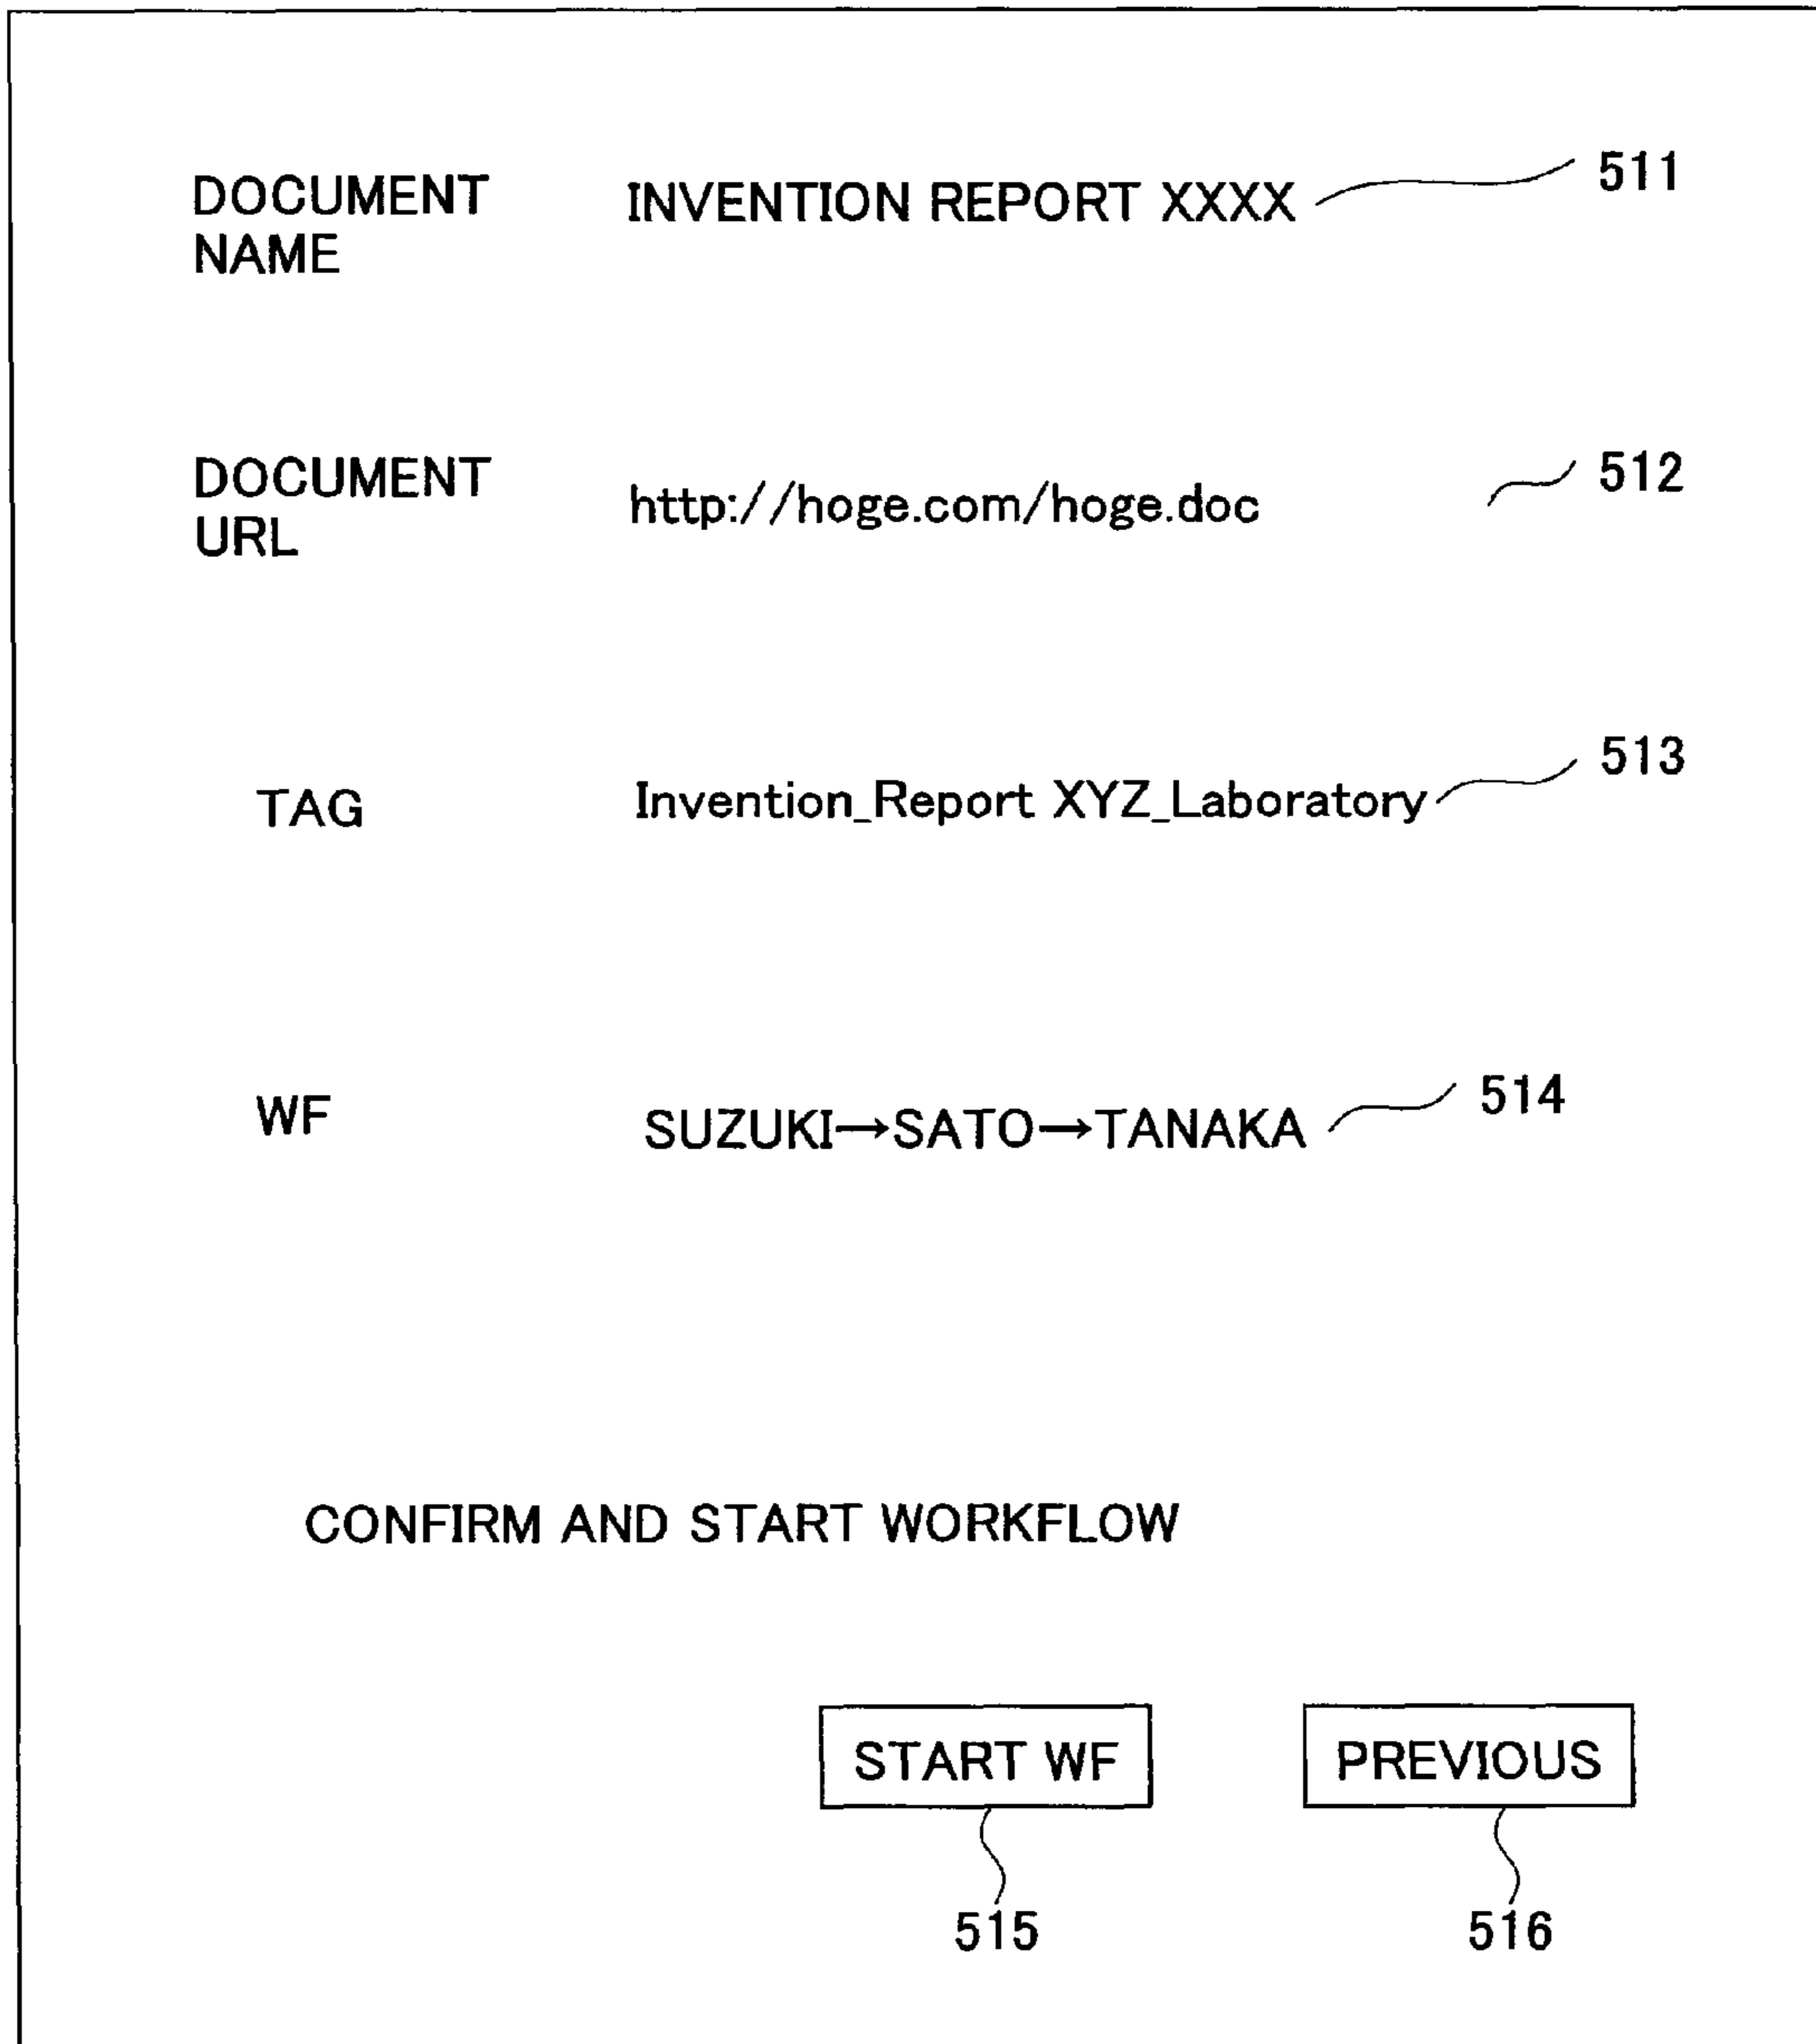 DOCUMENT NAME INVENTION REPORT XXXX 511
DOCUMENT URL http://hoge.com/hoge.doc 512
TAG Invention_Report XYZ_Laboratory 513
WF SUZUKI→SATO→TANAKA 514
CONFIRM AND START WORKFLOW
START WF PREVIOUS
515 516